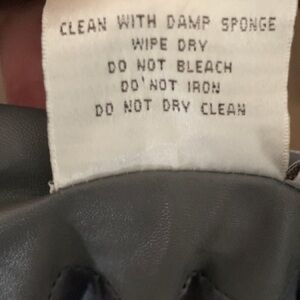 CLEAN WITH DAMP SPONGE
WIPE DRY
DO NOT BLEACH
DO NOT IRON
DO NOT DRY CLEAN